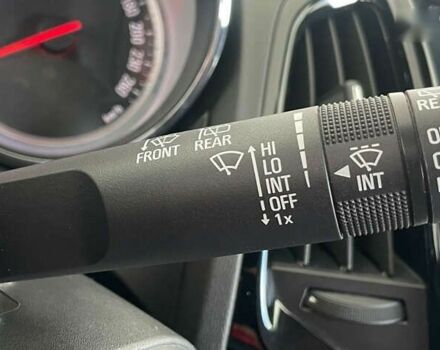 FRONT
REAR
HI
LO
INT
OFF
1x
INT